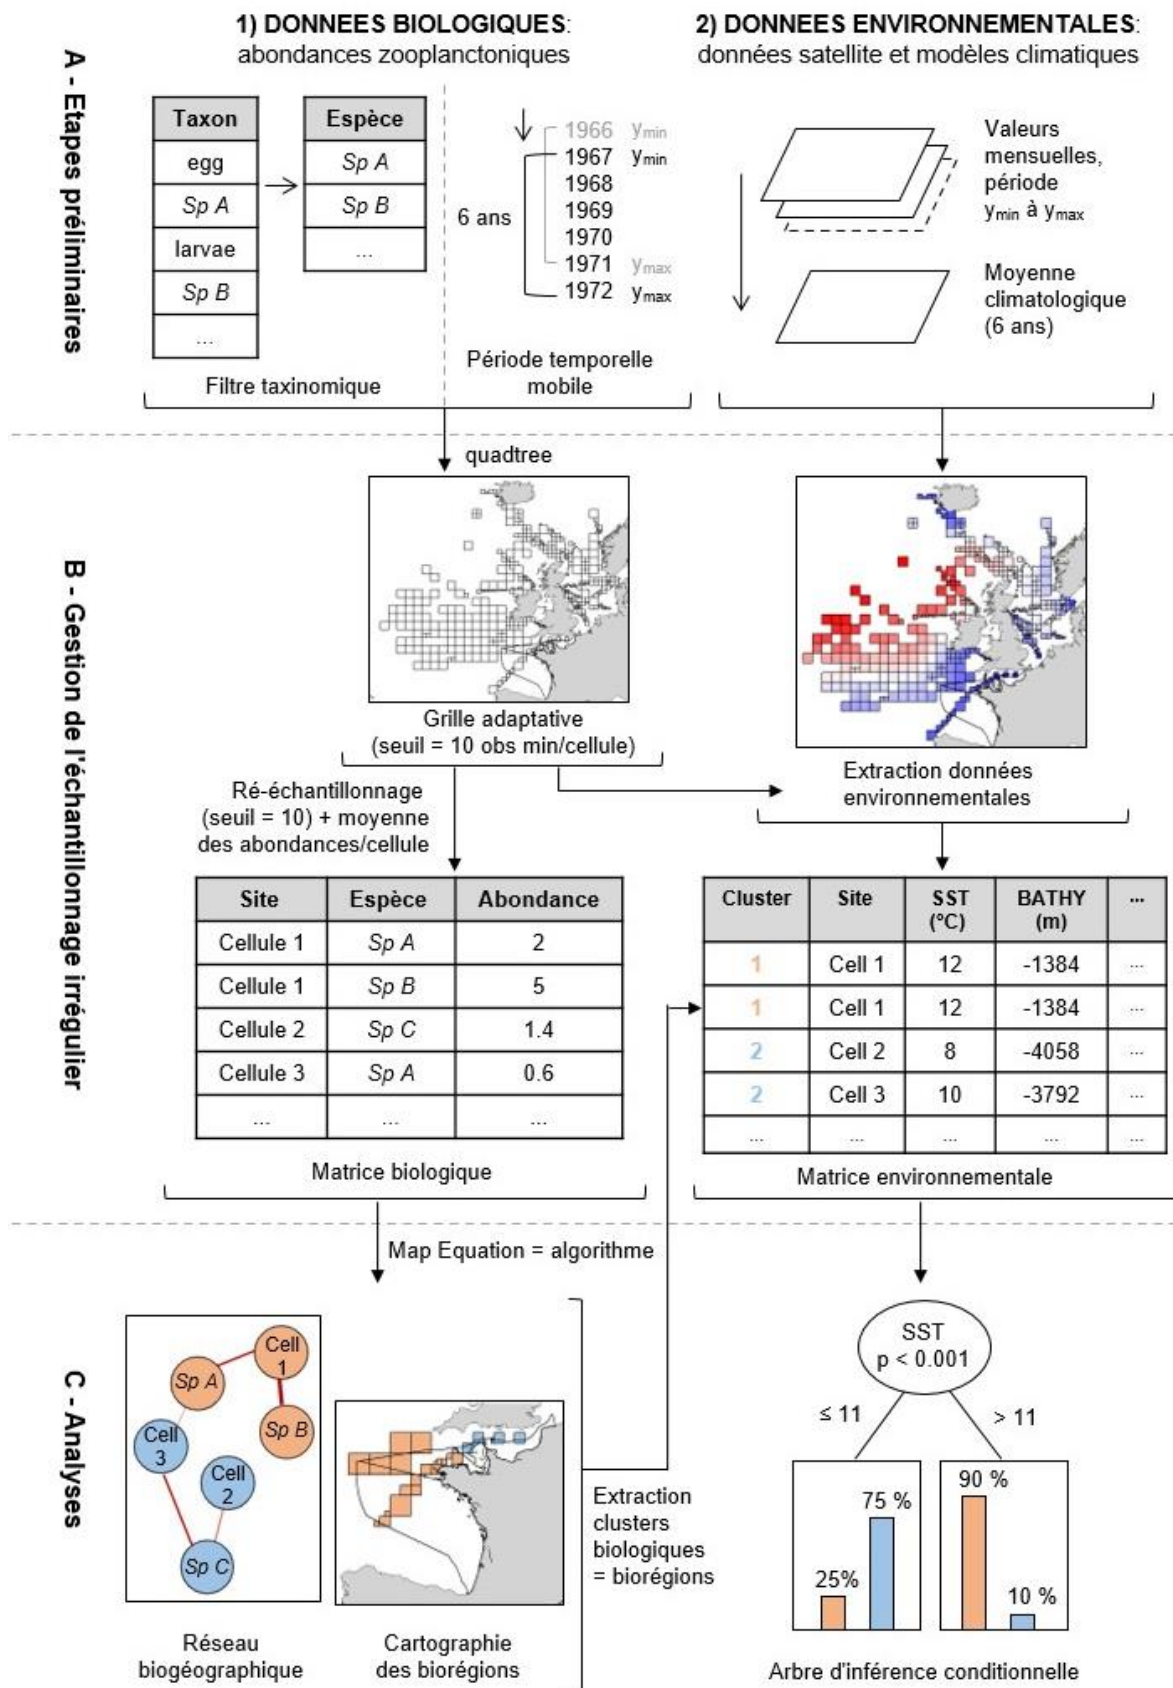 1) DONNEES BIOLOGIQUES:
abondances zooplanctoniques
2) DONNEES ENVIRONNEMENTALES:
données satellite et modèles climatiques
A - Etapes préliminaires
Taxon
egg
Sp A
larvae
Sp B
...
Espèce
Sp A
Sp B
...
Filtre taxinomique
6 ans
1966 ymin
1967 ymin
1968
1969
1970
1971 ymax
1972 ymax
Période temporelle
mobile
Valeurs
mensuelles,
période
ymin à ymax
Moyenne
climatologique
(6 ans)
B - Gestion de l'échantillonnage irrégulier
quadtree
Grille adaptative
(seuil = 10 obs min/cellule)
Extraction données
environnementales
Ré-échantillonnage
(seuil = 10) + moyenne
des abondances/cellule
Site Espèce Abondance
Cellule 1 Sp A 2
Cellule 1 Sp B 5
Cellule 2 Sp C 1.4
Cellule 3 Sp A 0.6
... ... ...
Matrice biologique
Cluster Site SST (°C) BATHY (m) ...
1 Cell 1 12 -1384 ...
1 Cell 1 12 -1384 ...
2 Cell 2 8 -4058 ...
2 Cell 3 10 -3792 ...
... ... ... ... ...
Matrice environnementale
C - Analyses
Map Equation = algorithme
Cell 1
Sp A
Sp B
Cell 3
Cell 2
Sp C
Réseau
biogéographique
Cartographie
des biorégions
Extraction
clusters
biologiques
= biorégions
SST
p < 0.001
≤ 11
> 11
25%
75 %
90 %
10 %
Arbre d'inférence conditionnelle